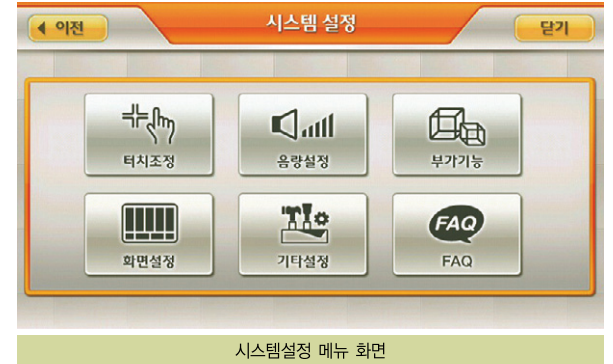 이전
시스템 설정
닫기
터치조정
음량설정
부가기능
화면설정
기타설정
FAQ
FAQ
시스템설정 메뉴 화면